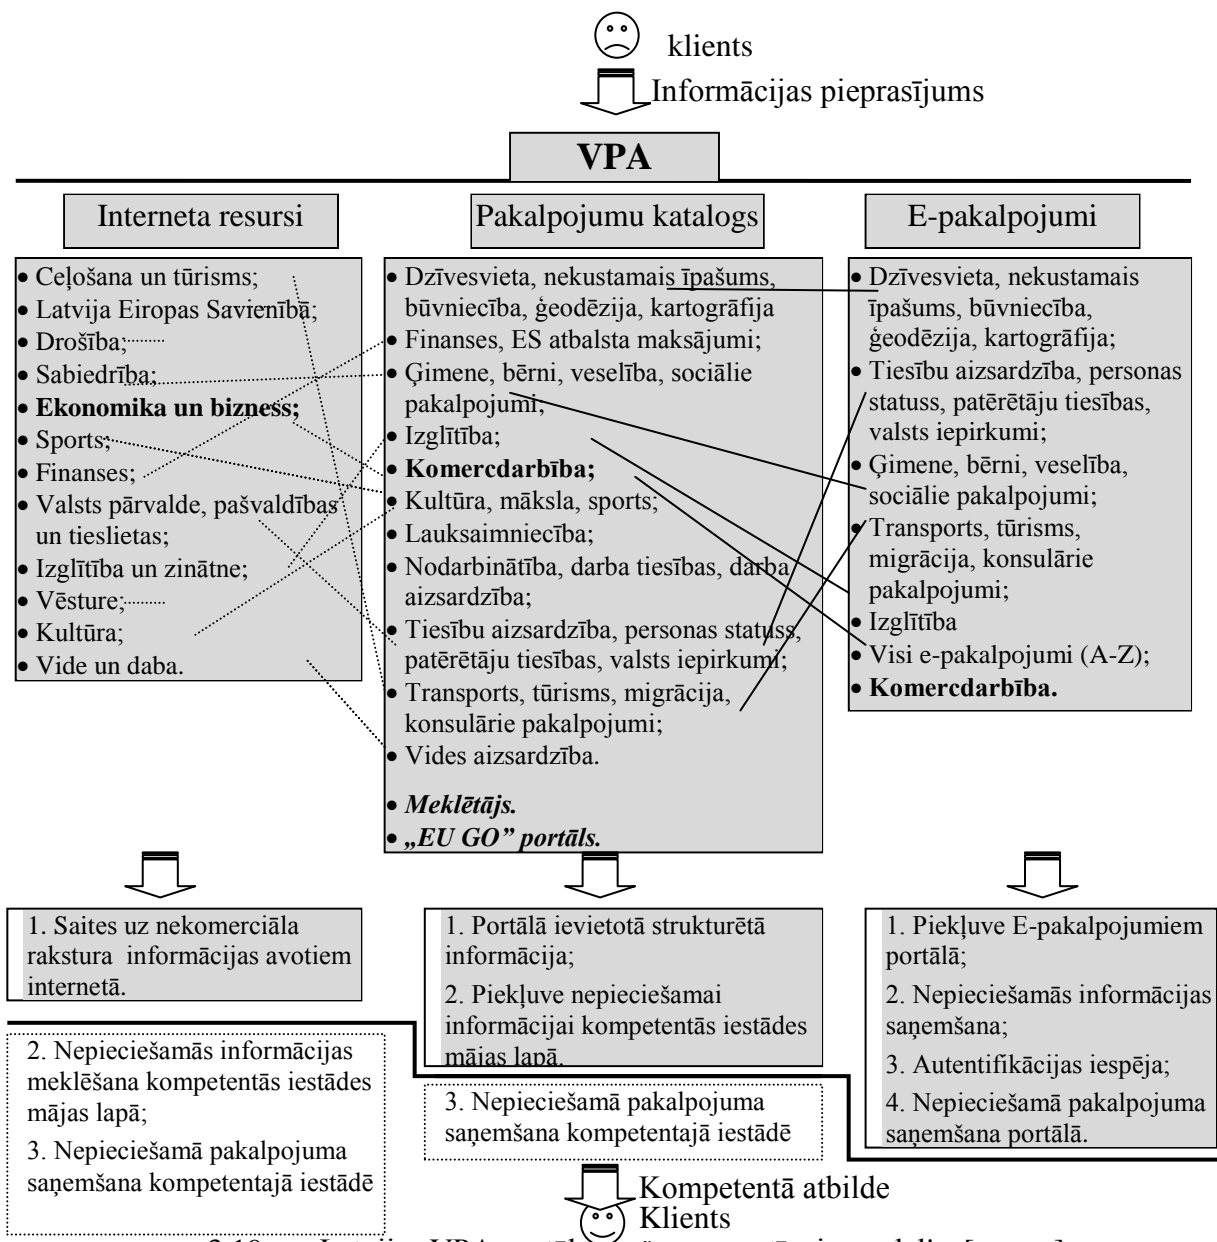 klients
Informācijas pieprasījums
VPA
Interneta resursi
• Ceļošana un tūrisms;
• Latvija Eiropas Savienībā;
• Drošība;
• Sabiedrība;
• Ekonomika un bizness;
• Sports;
• Finanses;
• Valsts pārvalde, pašvaldības
un tieslietas;
• Izglītība un zinātne;
• Vēsture;
• Kultūra;
• Vide un daba.
Pakalpojumu katalogs
• Dzīvesvieta, nekustamais īpašums,
būvniecība, ģeodēzija, kartogrāfija
• Finanses, ES atbalsta maksājumi;
• Ģimene, bērni, veselība, sociālie
pakalpojumi;
• Izglītība;
• Komercdarbība;
• Kultūra, māksla, sports;
• Lauksaimniecība;
• Nodarbinātība, darba tiesības, darba
aizsardzība;
• Tiesību aizsardzība, personas statuss,
patērētāju tiesības, valsts iepirkumi;
• Transports, tūrisms, migrācija,
konsulārie pakalpojumi;
• Vides aizsardzība.
• Meklētājs.
• „EU GO” portāls.
E-pakalpojumi
• Dzīvesvieta, nekustamais
īpašums, būvniecība,
ģeodēzija, kartogrāfija;
• Tiesību aizsardzība, personas
statuss, patērētāju tiesības,
valsts iepirkumi;
• Ģimene, bērni, veselība,
sociālie pakalpojumi;
• Transports, tūrisms,
migrācija, konsulārie
pakalpojumi;
• Izglītība
• Visi e-pakalpojumi (A-Z);
• Komercdarbība.
1. Saites uz nekomerciāla
rakstura informācijas avotiem
internetā.
2. Nepieciešamās informācijas
meklēšana kompetentās iestādes
mājas lapā;
3. Nepieciešamā pakalpojuma
saņemšana kompetentajā iestādē
1. Portālā ievietotā strukturētā
informācija;
2. Piekļuve nepieciešamai
informācijai kompetentās iestādes
mājas lapā.
3. Nepieciešamā pakalpojuma
saņemšana kompetentajā iestādē
1. Piekļuve E-pakalpojumiem
portālā;
2. Nepieciešamās informācijas
saņemšana;
3. Autentifikācijas iespēja;
4. Nepieciešamā pakalpojuma
saņemšana portālā.
Kompetentā atbilde
Klients